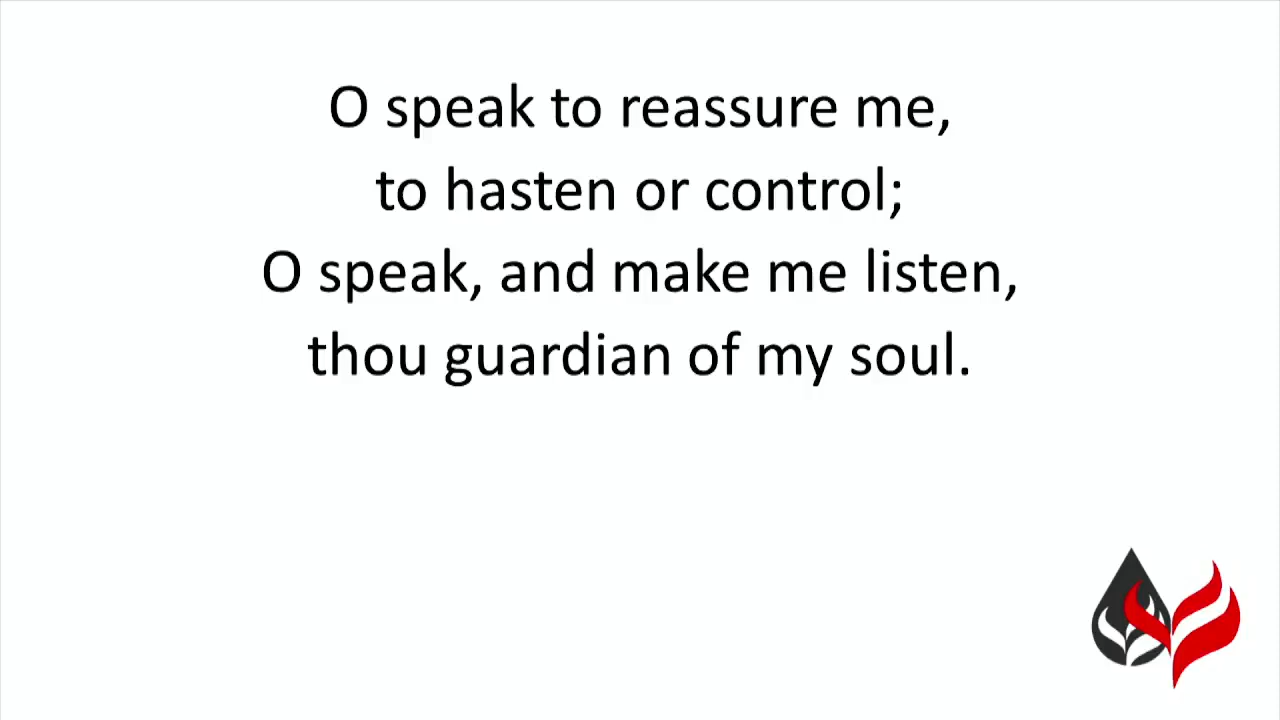 O speak to reassure me,
to hasten or control;
O speak, and make me listen,
thou guardian of my soul.